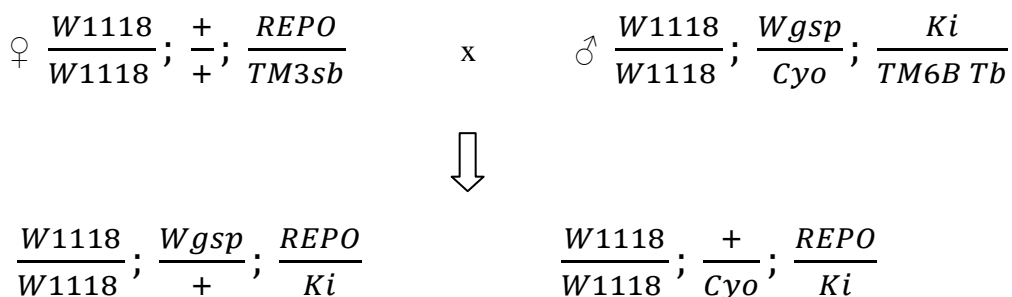 ♀ W1118/W1118 ; +/+ ; REPO/TM3sb x ♂ W1118/W1118 ; Wgsp/Cyo ; Ki/TM6B Tb
W1118/W1118 ; Wgsp/+ ; REPO/Ki W1118/W1118 ; +/Cyo ; REPO/Ki